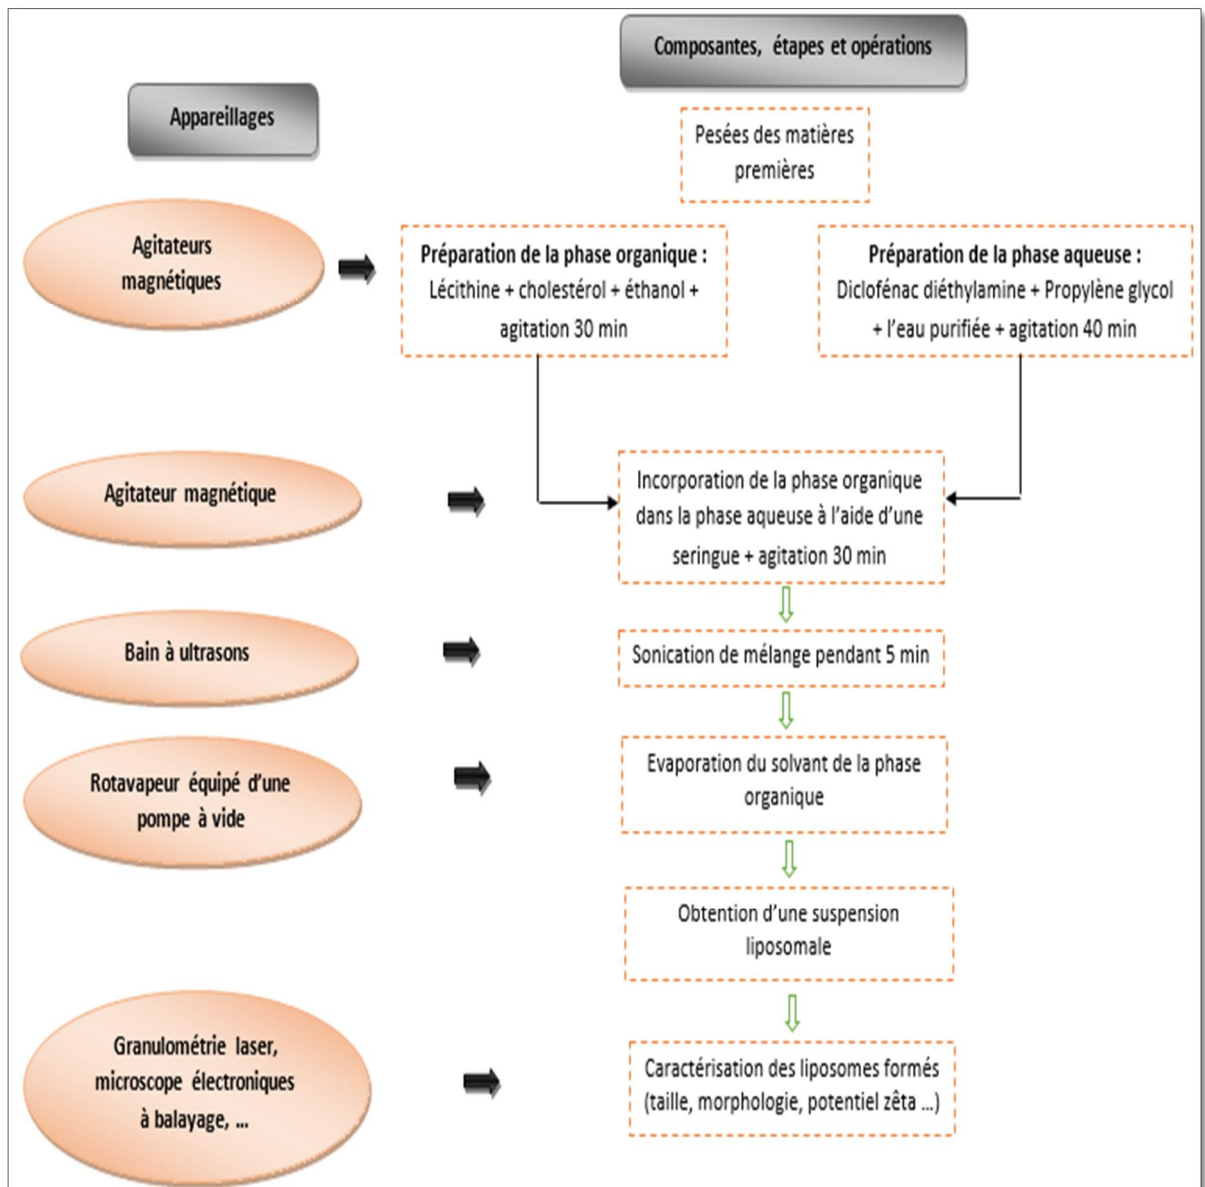 Composantes, étapes et opérations
Appareillages
Pesées des matières
premières
Agitateurs
magnétiques
Préparation de la phase organique :
Lécithine + cholestérol + éthanol +
agitation 30 min
Préparation de la phase aqueuse :
Diclofénac diéthylamine + Propylène glycol
+ l’eau purifiée + agitation 40 min
Agitateur magnétique
Incorporation de la phase organique
dans la phase aqueuse à l’aide d’une
seringue + agitation 30 min
Bain à ultrasons
Sonication de mélange pendant 5 min
Rotavapeur équipé d’une
pompe à vide
Evaporation du solvant de la phase
organique
Obtention d’une suspension
liposomale
Granulométrie laser,
microscope électroniques
à balayage, ...
Caractérisation des liposomes formés
(taille, morphologie, potentiel zêta ...)